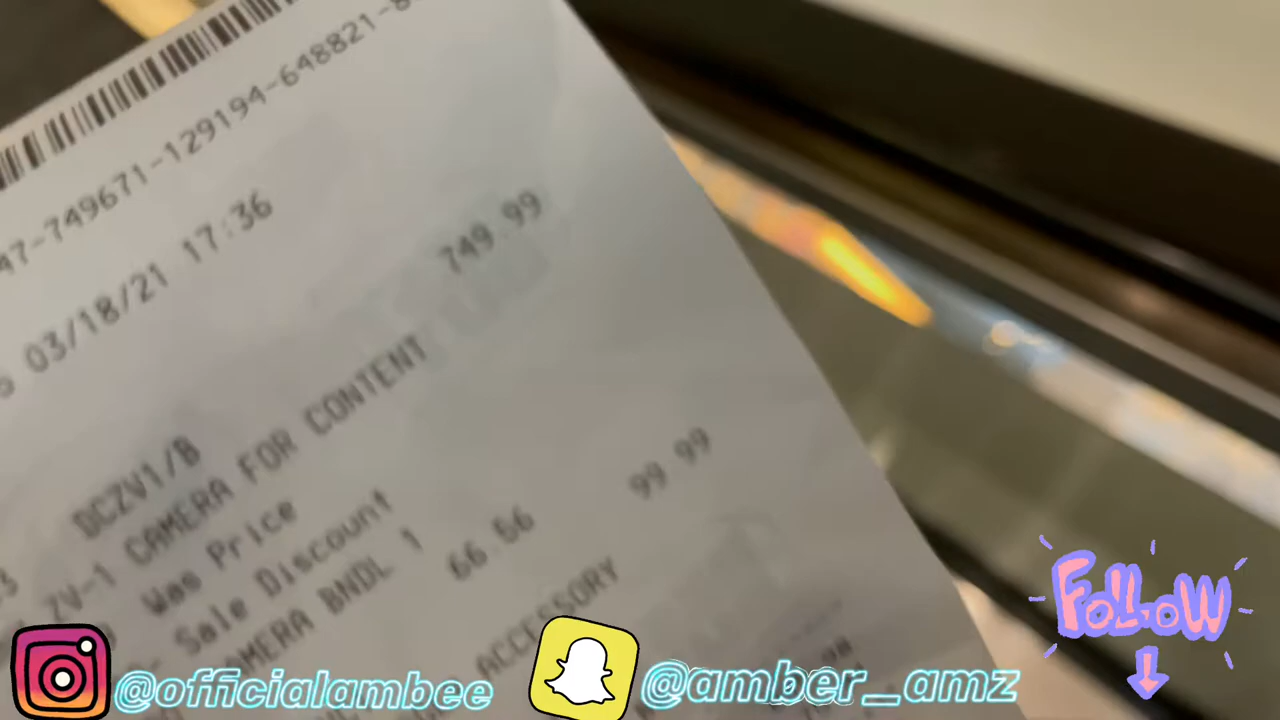 47-749671-129194-648821-8
03/18/21 17:36
749.99
DCZV1/B
ZV-1 CAMERA FOR CONTENT
Was Price
- Sale Discount
CAMERA BNDL 1
66.56
99.99
ACCESSORY
FOLLOW
@officialambee
@amber_amz